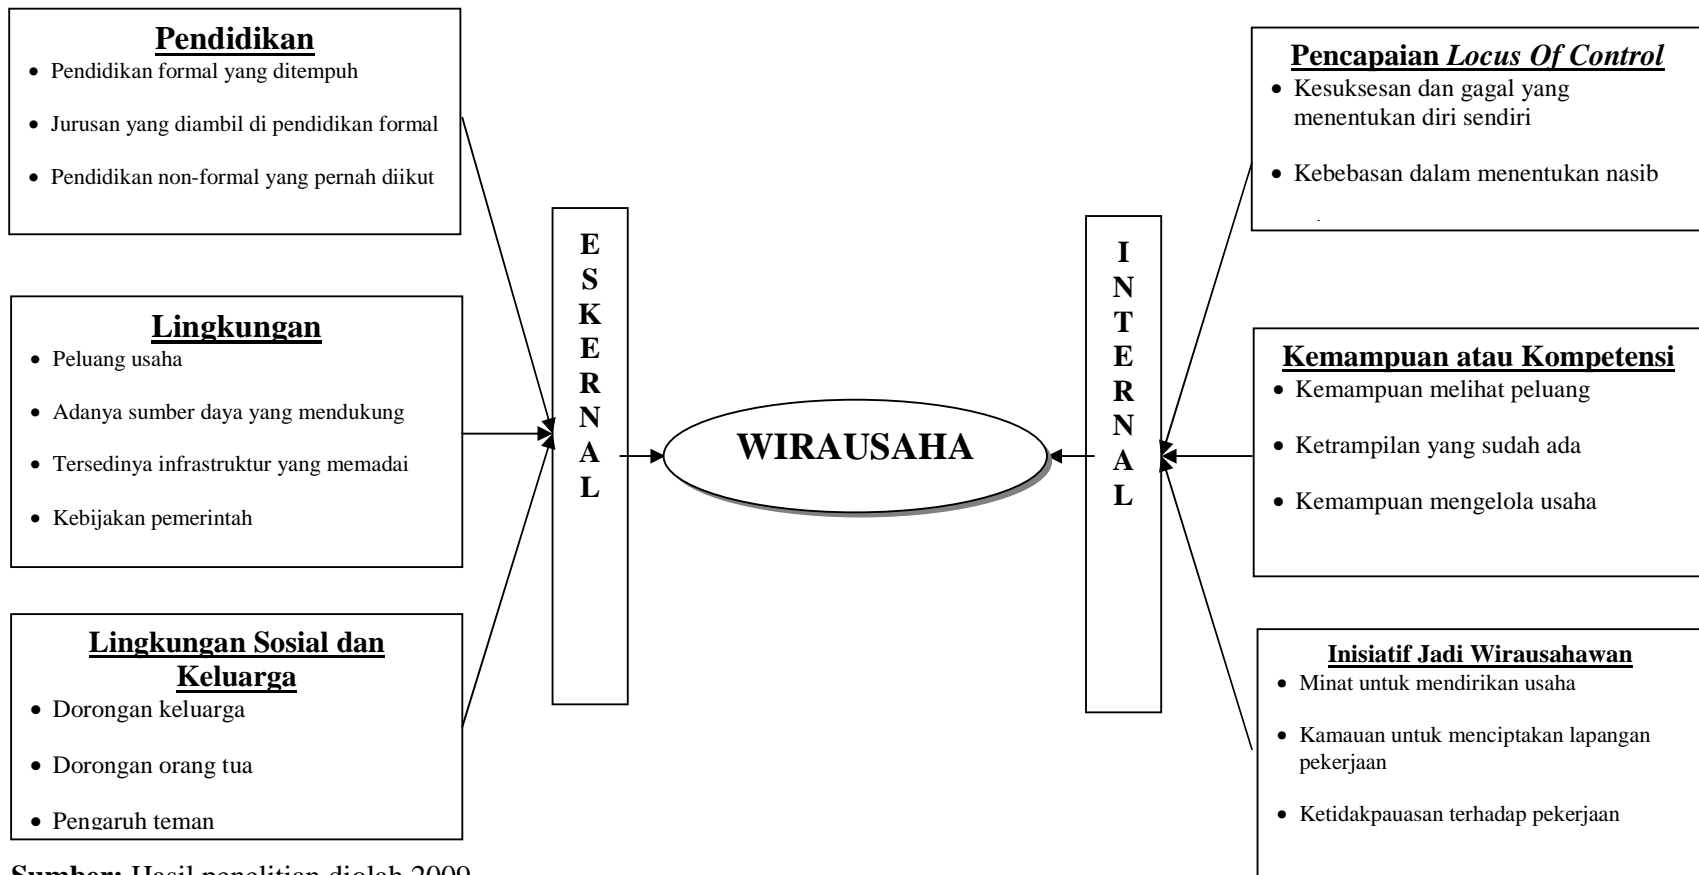 Pendidikan
• Pendidikan formal yang ditempuh
• Jurusan yang diambil di pendidikan formal
• Pendidikan non-formal yang pernah diikut
Lingkungan
• Peluang usaha
• Adanya sumber daya yang mendukung
• Tersedinya infrastruktur yang memadai
• Kebijakan pemerintah
Lingkungan Sosial dan
Keluarga
• Dorongan keluarga
• Dorongan orang tua
• Pengaruh teman
ESKERNAL
WIRAUSAHA
INTERNAL
Pencapaian Locus Of Control
• Kesuksesan dan gagal yang
menentukan diri sendiri
• Kebebasan dalam menentukan nasib
Kemampuan atau Kompetensi
• Kemampuan melihat peluang
• Ketrampilan yang sudah ada
• Kemampuan mengelola usaha
Inisiatif Jadi Wirausahawan
• Minat untuk mendirikan usaha
• Kamauan untuk menciptakan lapangan
pekerjaan
• Ketidakpauasan terhadap pekerjaan
Sumber: Hasil penelitian diolah 2009